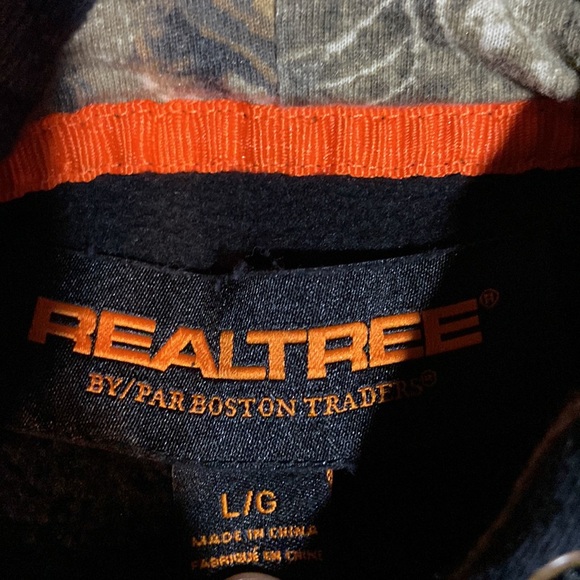 REALTREE®
BY/PAR BOSTON TRADERS®
L/G
MADE IN CHINA
FABRIQUÉ EN CHINE